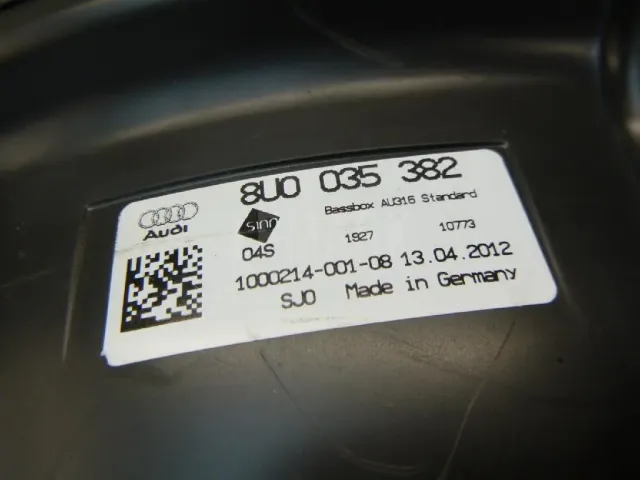 8U0 035 382
Bassbox AU316 Standard
Audi
SINN
04S 1927 10773
1000214-001-08 13.04.2012
SJ0 Made in Germany